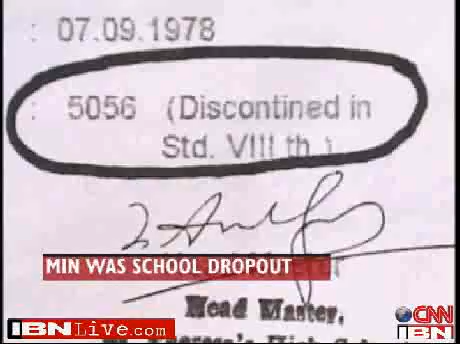 : 07.09.1978
: 5056 (Discontined in
Std. VIII th )
MIN WAS SCHOOL DROPOUT
Head Master,
High
IBNLive.com
CNN
IBN